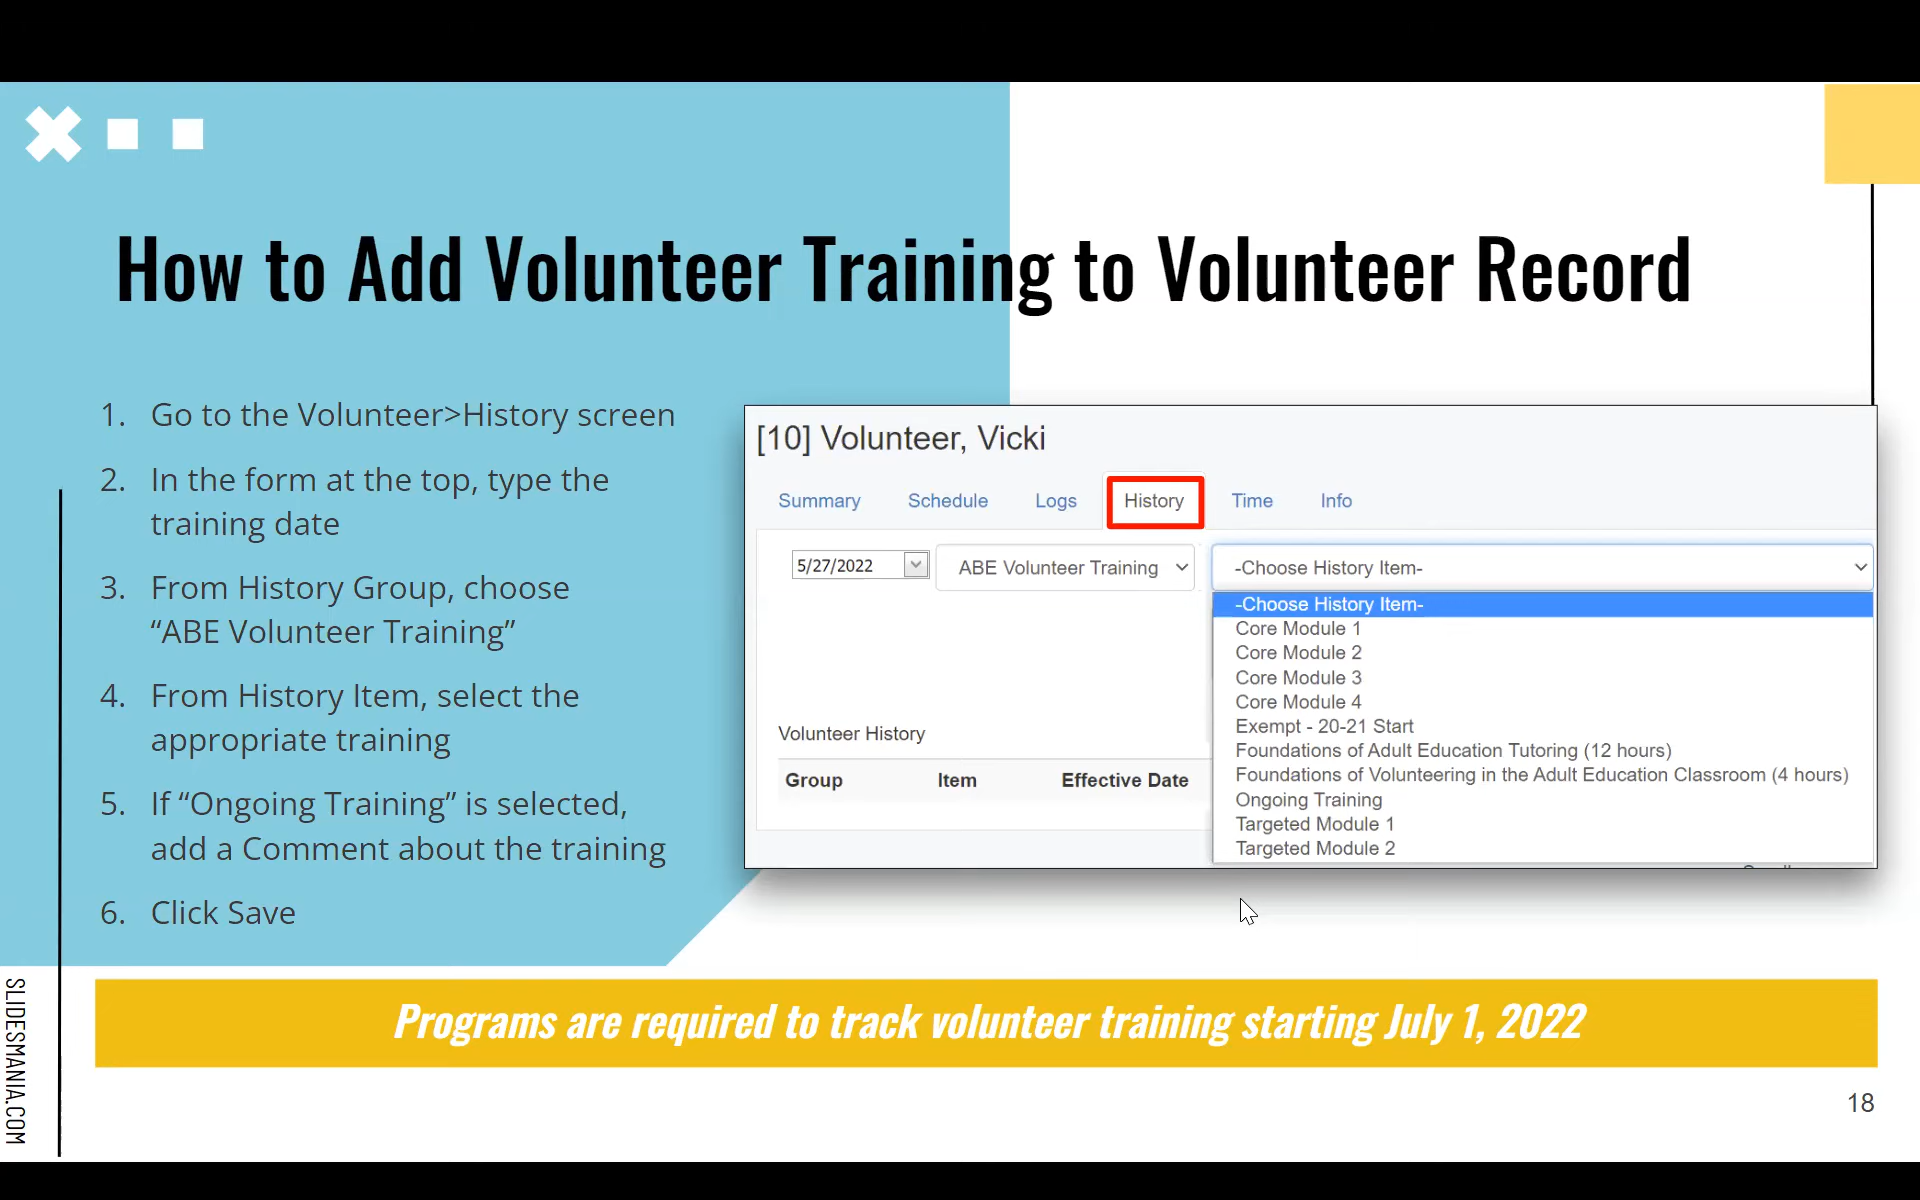 How to Add Volunteer Training to Volunteer Record
1. Go to the Volunteer>History screen
2. In the form at the top, type the
training date
3. From History Group, choose
“ABE Volunteer Training”
4. From History Item, select the
appropriate training
5. If “Ongoing Training” is selected,
add a Comment about the training
6. Click Save
[10] Volunteer, Vicki
Summary Schedule Logs History Time Info
5/27/2022 ABE Volunteer Training -Choose History Item-
-Choose History Item-
Core Module 1
Core Module 2
Core Module 3
Core Module 4
Exempt - 20-21 Start
Foundations of Adult Education Tutoring (12 hours)
Foundations of Volunteering in the Adult Education Classroom (4 hours)
Ongoing Training
Targeted Module 1
Targeted Module 2
Volunteer History
Group Item Effective Date
Programs are required to track volunteer training starting July 1, 2022
SLIDESMANIA.COM
18